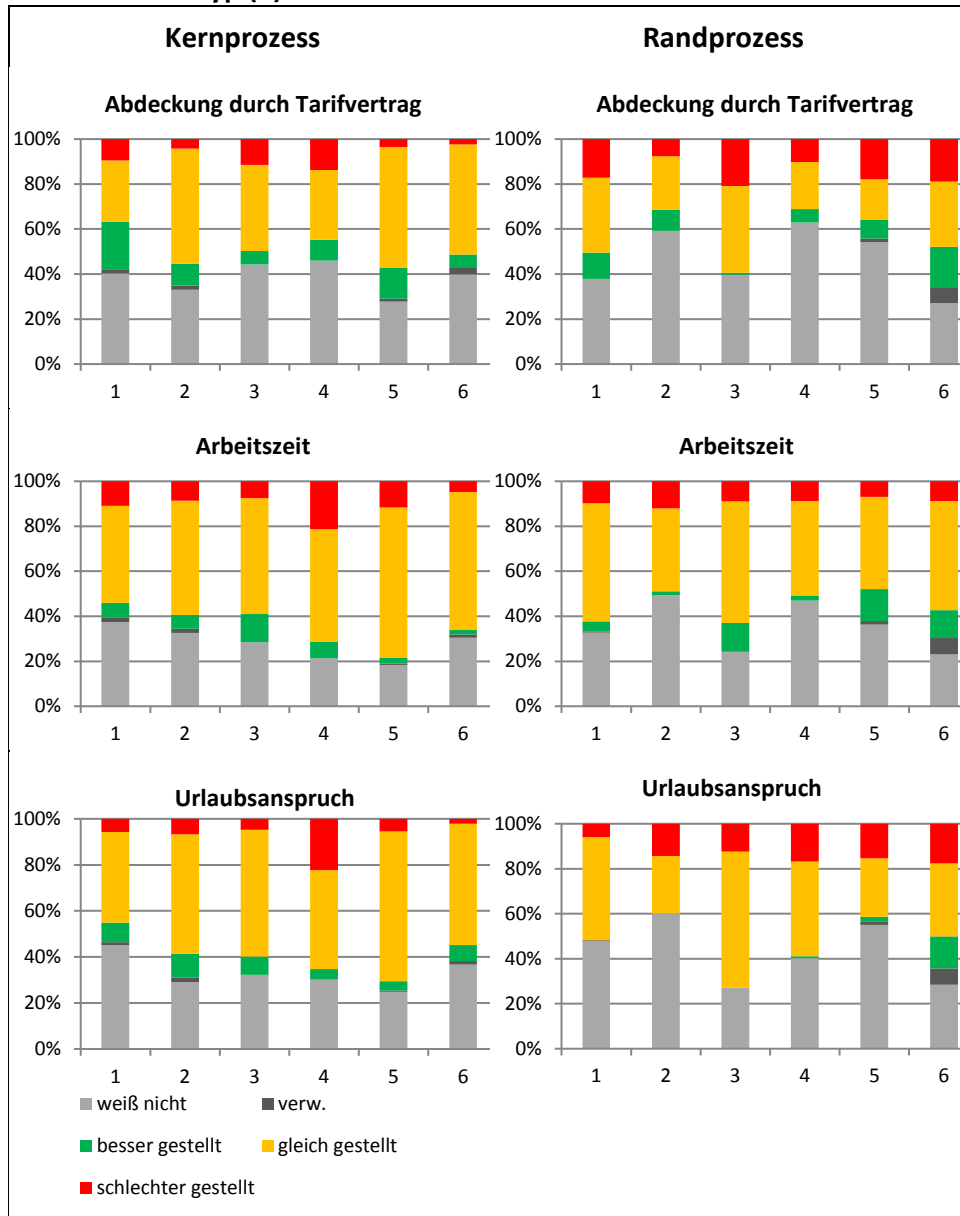 Kernprozess Randprozess
Abdeckung durch Tarifvertrag Abdeckung durch Tarifvertrag
100% 100%
80% 80%
60% 60%
40% 40%
20% 20%
0% 0%
1 2 3 4 5 6 1 2 3 4 5 6
Arbeitszeit Arbeitszeit
100% 100%
80% 80%
60% 60%
40% 40%
20% 20%
0% 0%
1 2 3 4 5 6 1 2 3 4 5 6
Urlaubsanspruch Urlaubsanspruch
100% 100%
80% 80%
60% 60%
40% 40%
20% 20%
0% 0%
1 2 3 4 5 6 1 2 3 4 5 6
weiß nicht verw.
besser gestellt gleich gestellt
schlechter gestellt